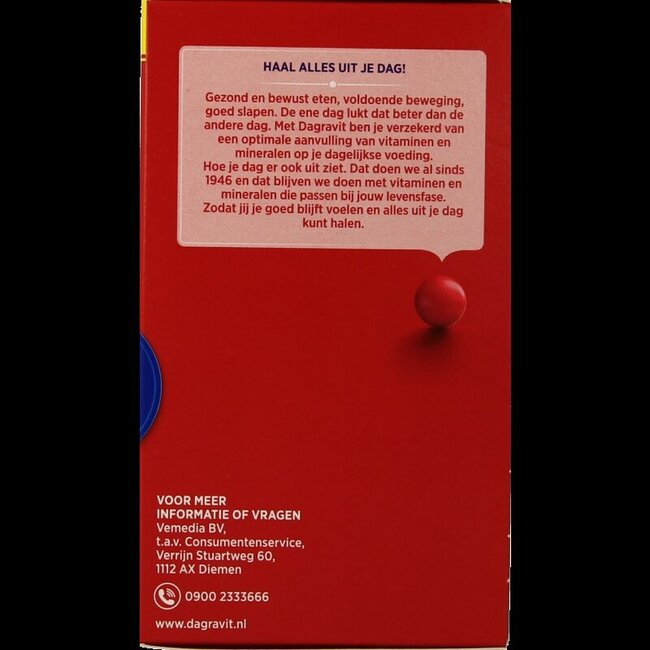 HAAL ALLES UIT JE DAG!
Gezond en bewust eten, voldoende beweging,
goed slapen. De ene dag lukt dat beter dan de
andere dag. Met Dagravit ben je verzekerd van
een optimale aanvulling van vitaminen en
mineralen op je dagelijkse voeding.
Hoe je dag er ook uit ziet. Dat doen we al sinds
1946 en dat blijven we doen met vitaminen en
mineralen die passen bij jouw levensfase.
Zodat jij je goed blijft voelen en alles uit je dag
kunt halen.
VOOR MEER
INFORMATIE OF VRAGEN
Vemedia BV,
t.a.v. Consumentenservice,
Verrijn Stuartweg 60,
1112 AX Diemen
0900 2333666
www.dagravit.nl